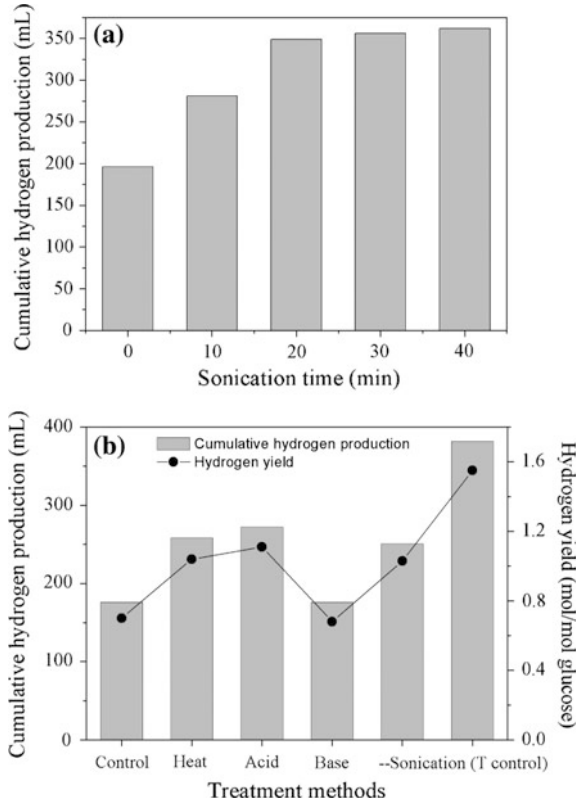 (a)
Cumulative hydrogen production (mL)
350
300
250
200
150
100
50
0
0 10 20 30 40
Sonication time (min)
(b)
Cumulative hydrogen production
Hydrogen yield
Cumulative hydrogen production (mL)
400
300
200
100
0
Hydrogen yield (mol/mol glucose)
1.6
1.2
0.8
0.4
0.0
Control Heat Acid Base --Sonication (T control)
Treatment methods